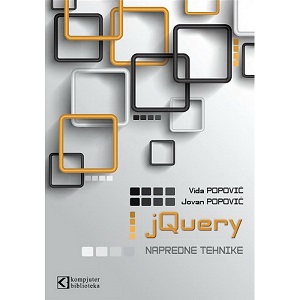 Vida POPOVIĆ
Jovan POPOVIĆ
jQuery
NAPREDNE TEHNIKE
kompjuter
biblioteka